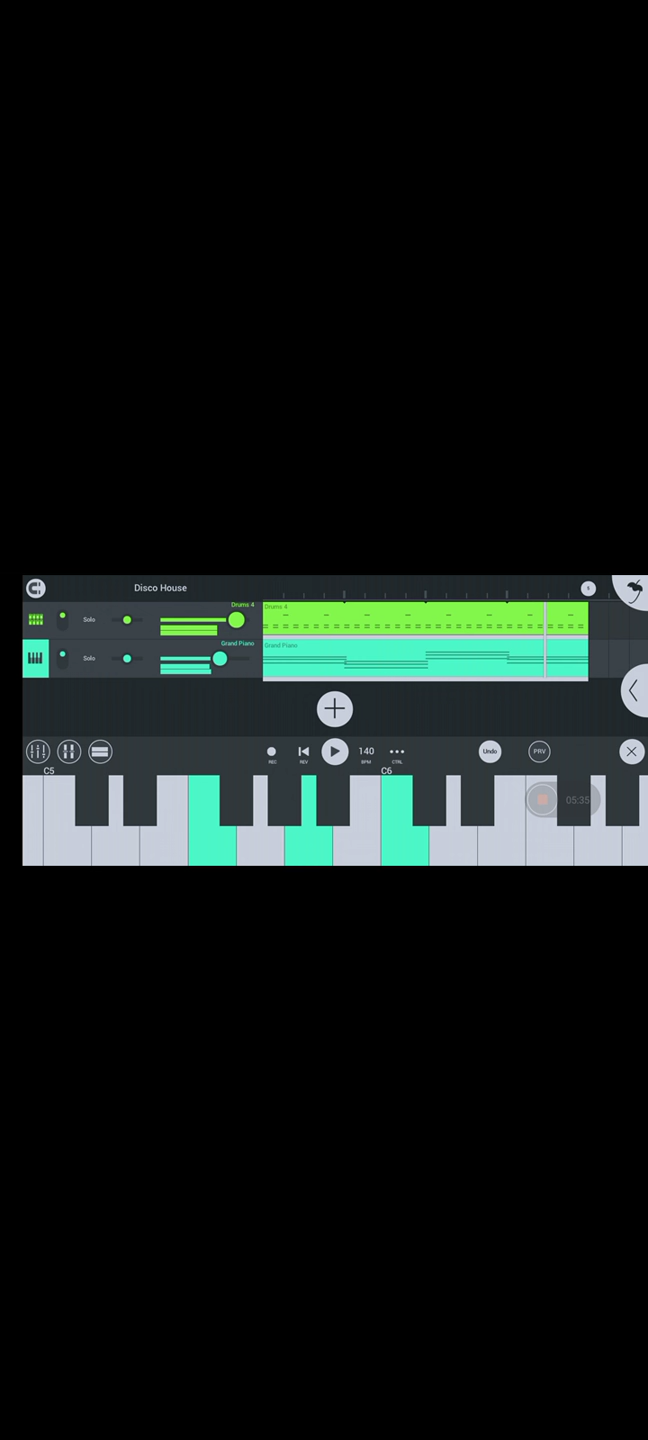 Disco House
Drums 4
Solo
Drums 4
Grand Piano
Solo
Grand Piano
140
Undo
PRV
REC
REV
BPM
CTRL
C5
C6
05:35